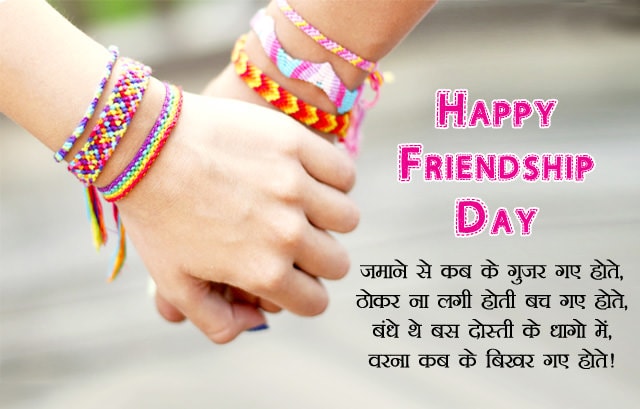 HAPPY
FRIENDSHIP
DAY
जमाने से कब के गुजर गए होते,
ठोकर ना लगी होती बच गए होते,
बंधे थे बस दोस्ती के धागो में,
वरना कब के बिखर गए होते!